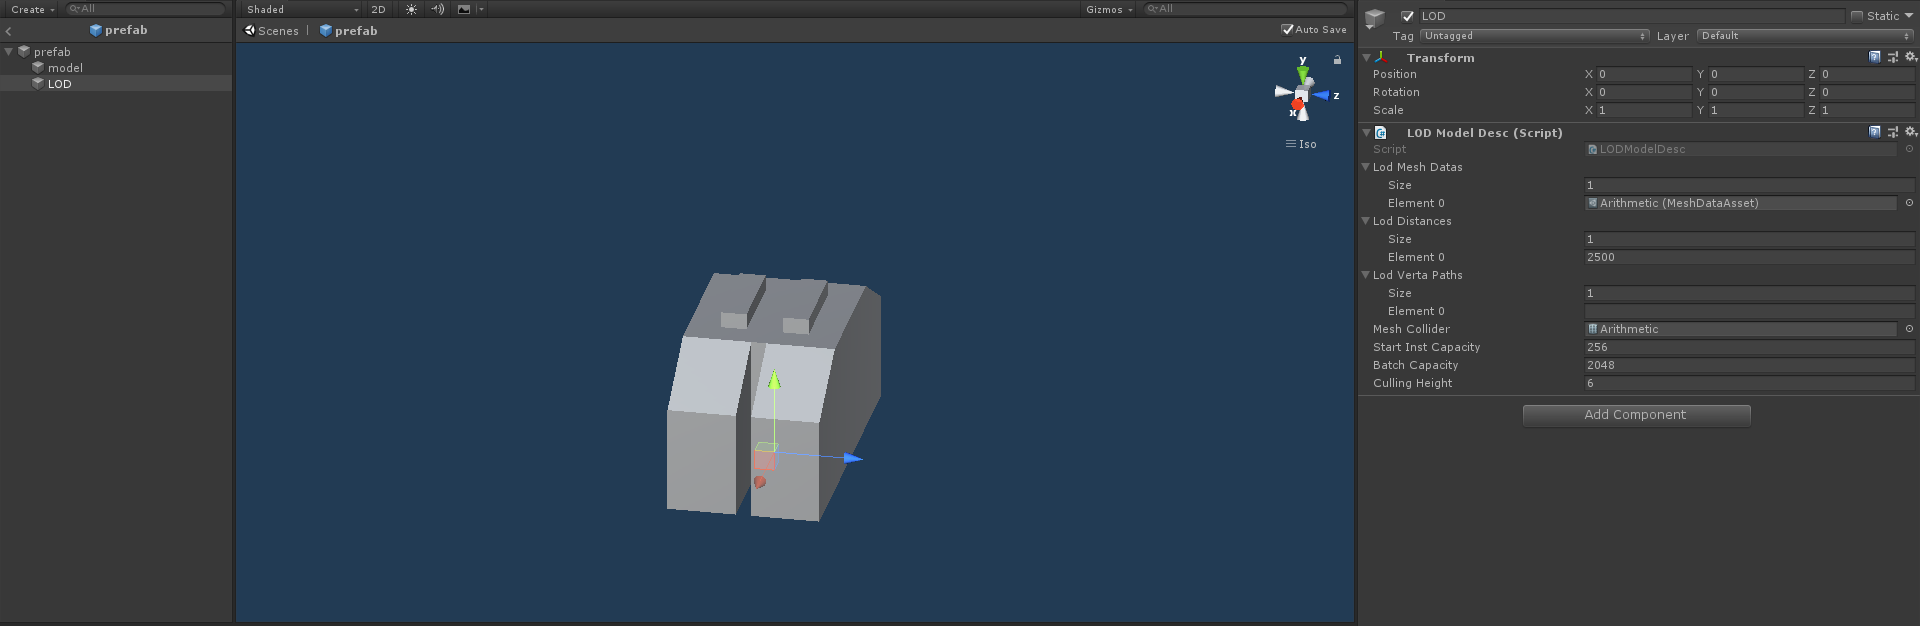 Create
All
prefab
prefab
model
LOD
Shaded
2D
Gizmos
All
Scenes
prefab
Auto Save
y
z
x
Iso
LOD
Static
Tag
Untagged
Layer
Default
Transform
Position X 0 Y 0 Z 0
Rotation X 0 Y 0 Z 0
Scale X 1 Y 1 Z 1
LOD Model Desc (Script)
Script LODModelDesc
Lod Mesh Datas
Size 1
Element 0 Arithmetic (MeshDataAsset)
Lod Distances
Size 1
Element 0 2500
Lod Verta Paths
Size 1
Element 0
Mesh Collider Arithmetic
Start Inst Capacity 256
Batch Capacity 2048
Culling Height 6
Add Component